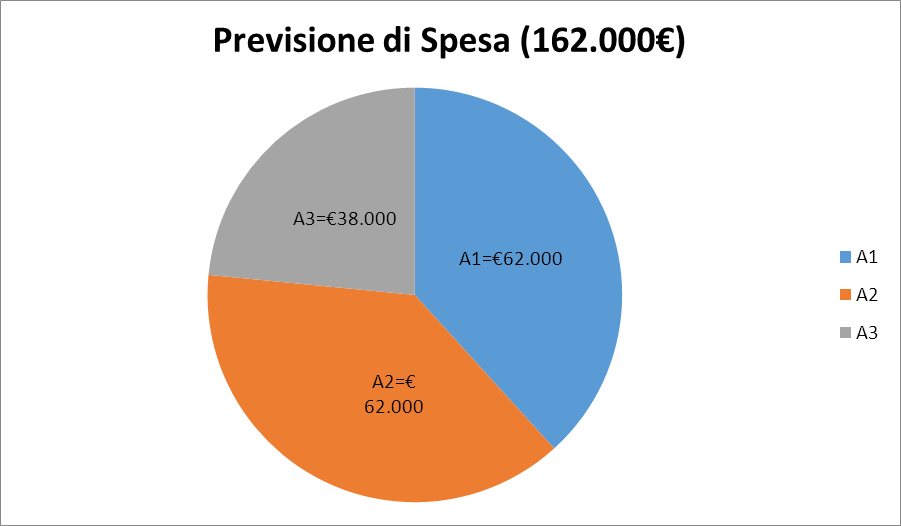 Previsione di Spesa (162.000€)
A3=€38.000
A1=€62.000
A2=€
62.000
A1
A2
A3